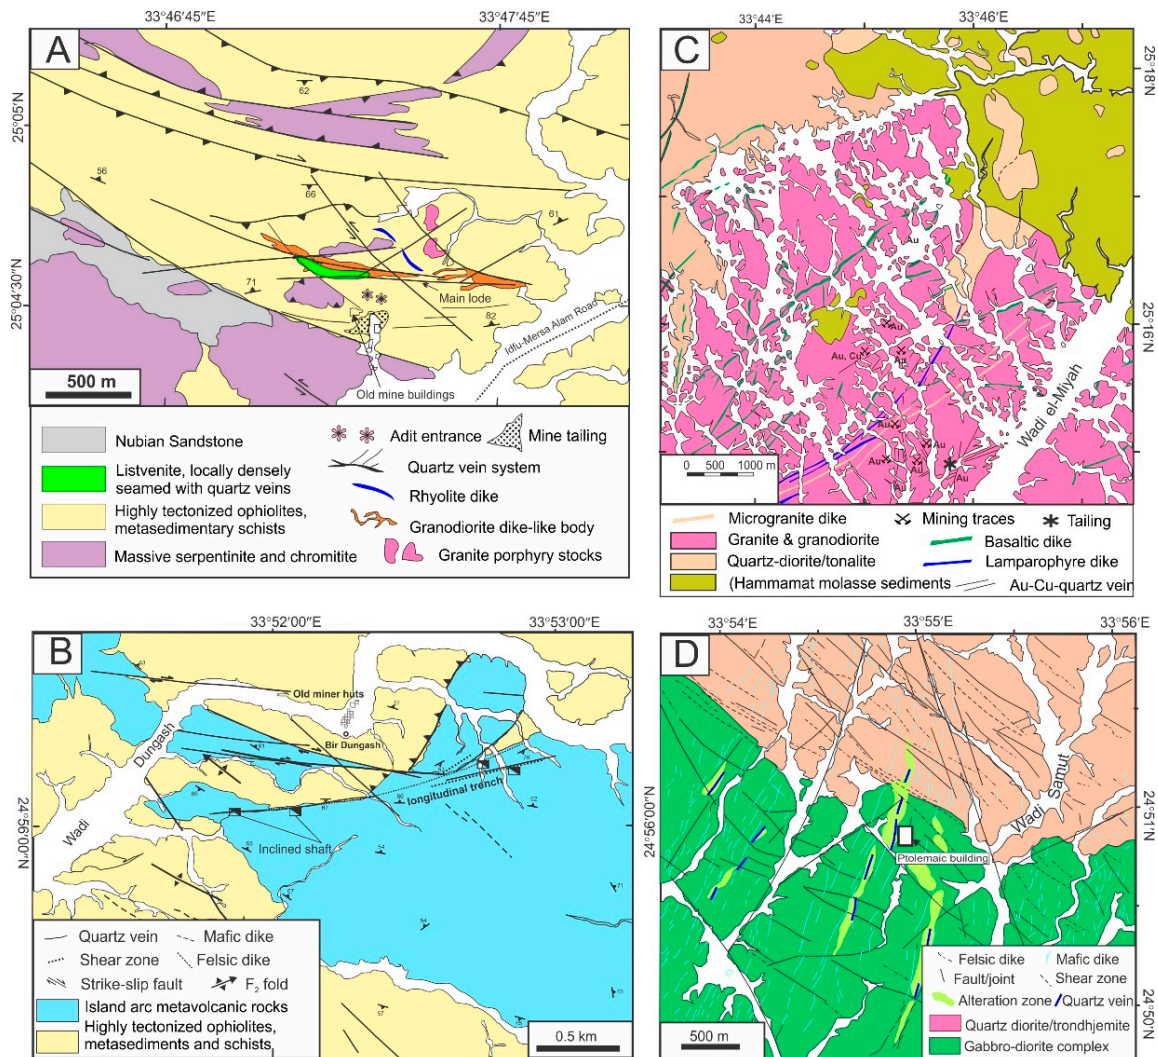 33°46'45"
33°47'45"
A
62
25°05'N
56
66
61
71
82
25°04'30"N
Main lode
Idfu-Mersa Alam Road
500 m
Old mine buildings
Nubian Sandstone
Listvenite, locally densely
seamed with quartz veins
Highly tectonized ophiolites,
metasedimentary schists
Massive serpentinite and chromitite
Adit entrance
Mine tailing
Quartz vein system
Rhyolite dike
Granodiorite dike-like body
Granite porphyry stocks
33°44'
33°46'
C
25°18'N
25°16'N
Au
Au
Au, Cu
Au
Au
Au
Au
Au
Au
Wadi el-Miyah
0 500 1000 m
Microgranite dike
Mining traces
Tailing
Granite & granodiorite
Basaltic dike
Quartz-diorite/tonalite
Lamparophyre dike
(Hammamat molasse sediments
Au-Cu-quartz vein
33°52'00"E
33°53'00"E
B
Old miner huts
Bir Dungash
Dungash
Wadi
longitudinal trench
Inclined shaft
24°56'00"N
Quartz vein
Mafic dike
Shear zone
Felsic dike
Strike-slip fault
F2 fold
Island arc metavolcanic rocks
Highly tectonized ophiolites,
metasediments and schists
0.5 km
33°54'E
33°55'E
33°56'E
D
24°56'00"N
24°51'N
24°50'N
Wadi Samut
Ptolemaic building
Felsic dike
Mafic dike
Fault/joint
Shear zone
Alteration zone
Quartz vein
Quartz diorite/trondhjemite
Gabbro-diorite complex
500 m